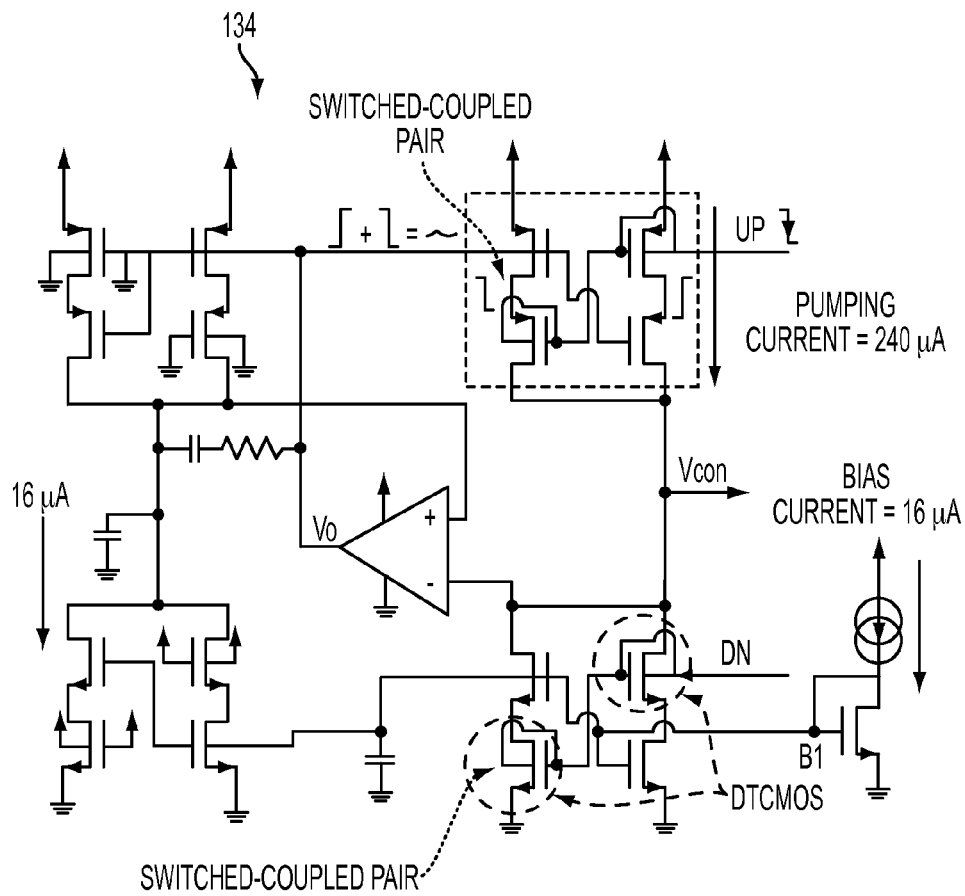 134
SWITCHED-COUPLED
PAIR
+ = ~
UP
PUMPING
CURRENT = 240 µA
16 µA
Vo
+
-
Vcon
BIAS
CURRENT = 16 µA
DN
B1
DTCMOS
SWITCHED-COUPLED PAIR